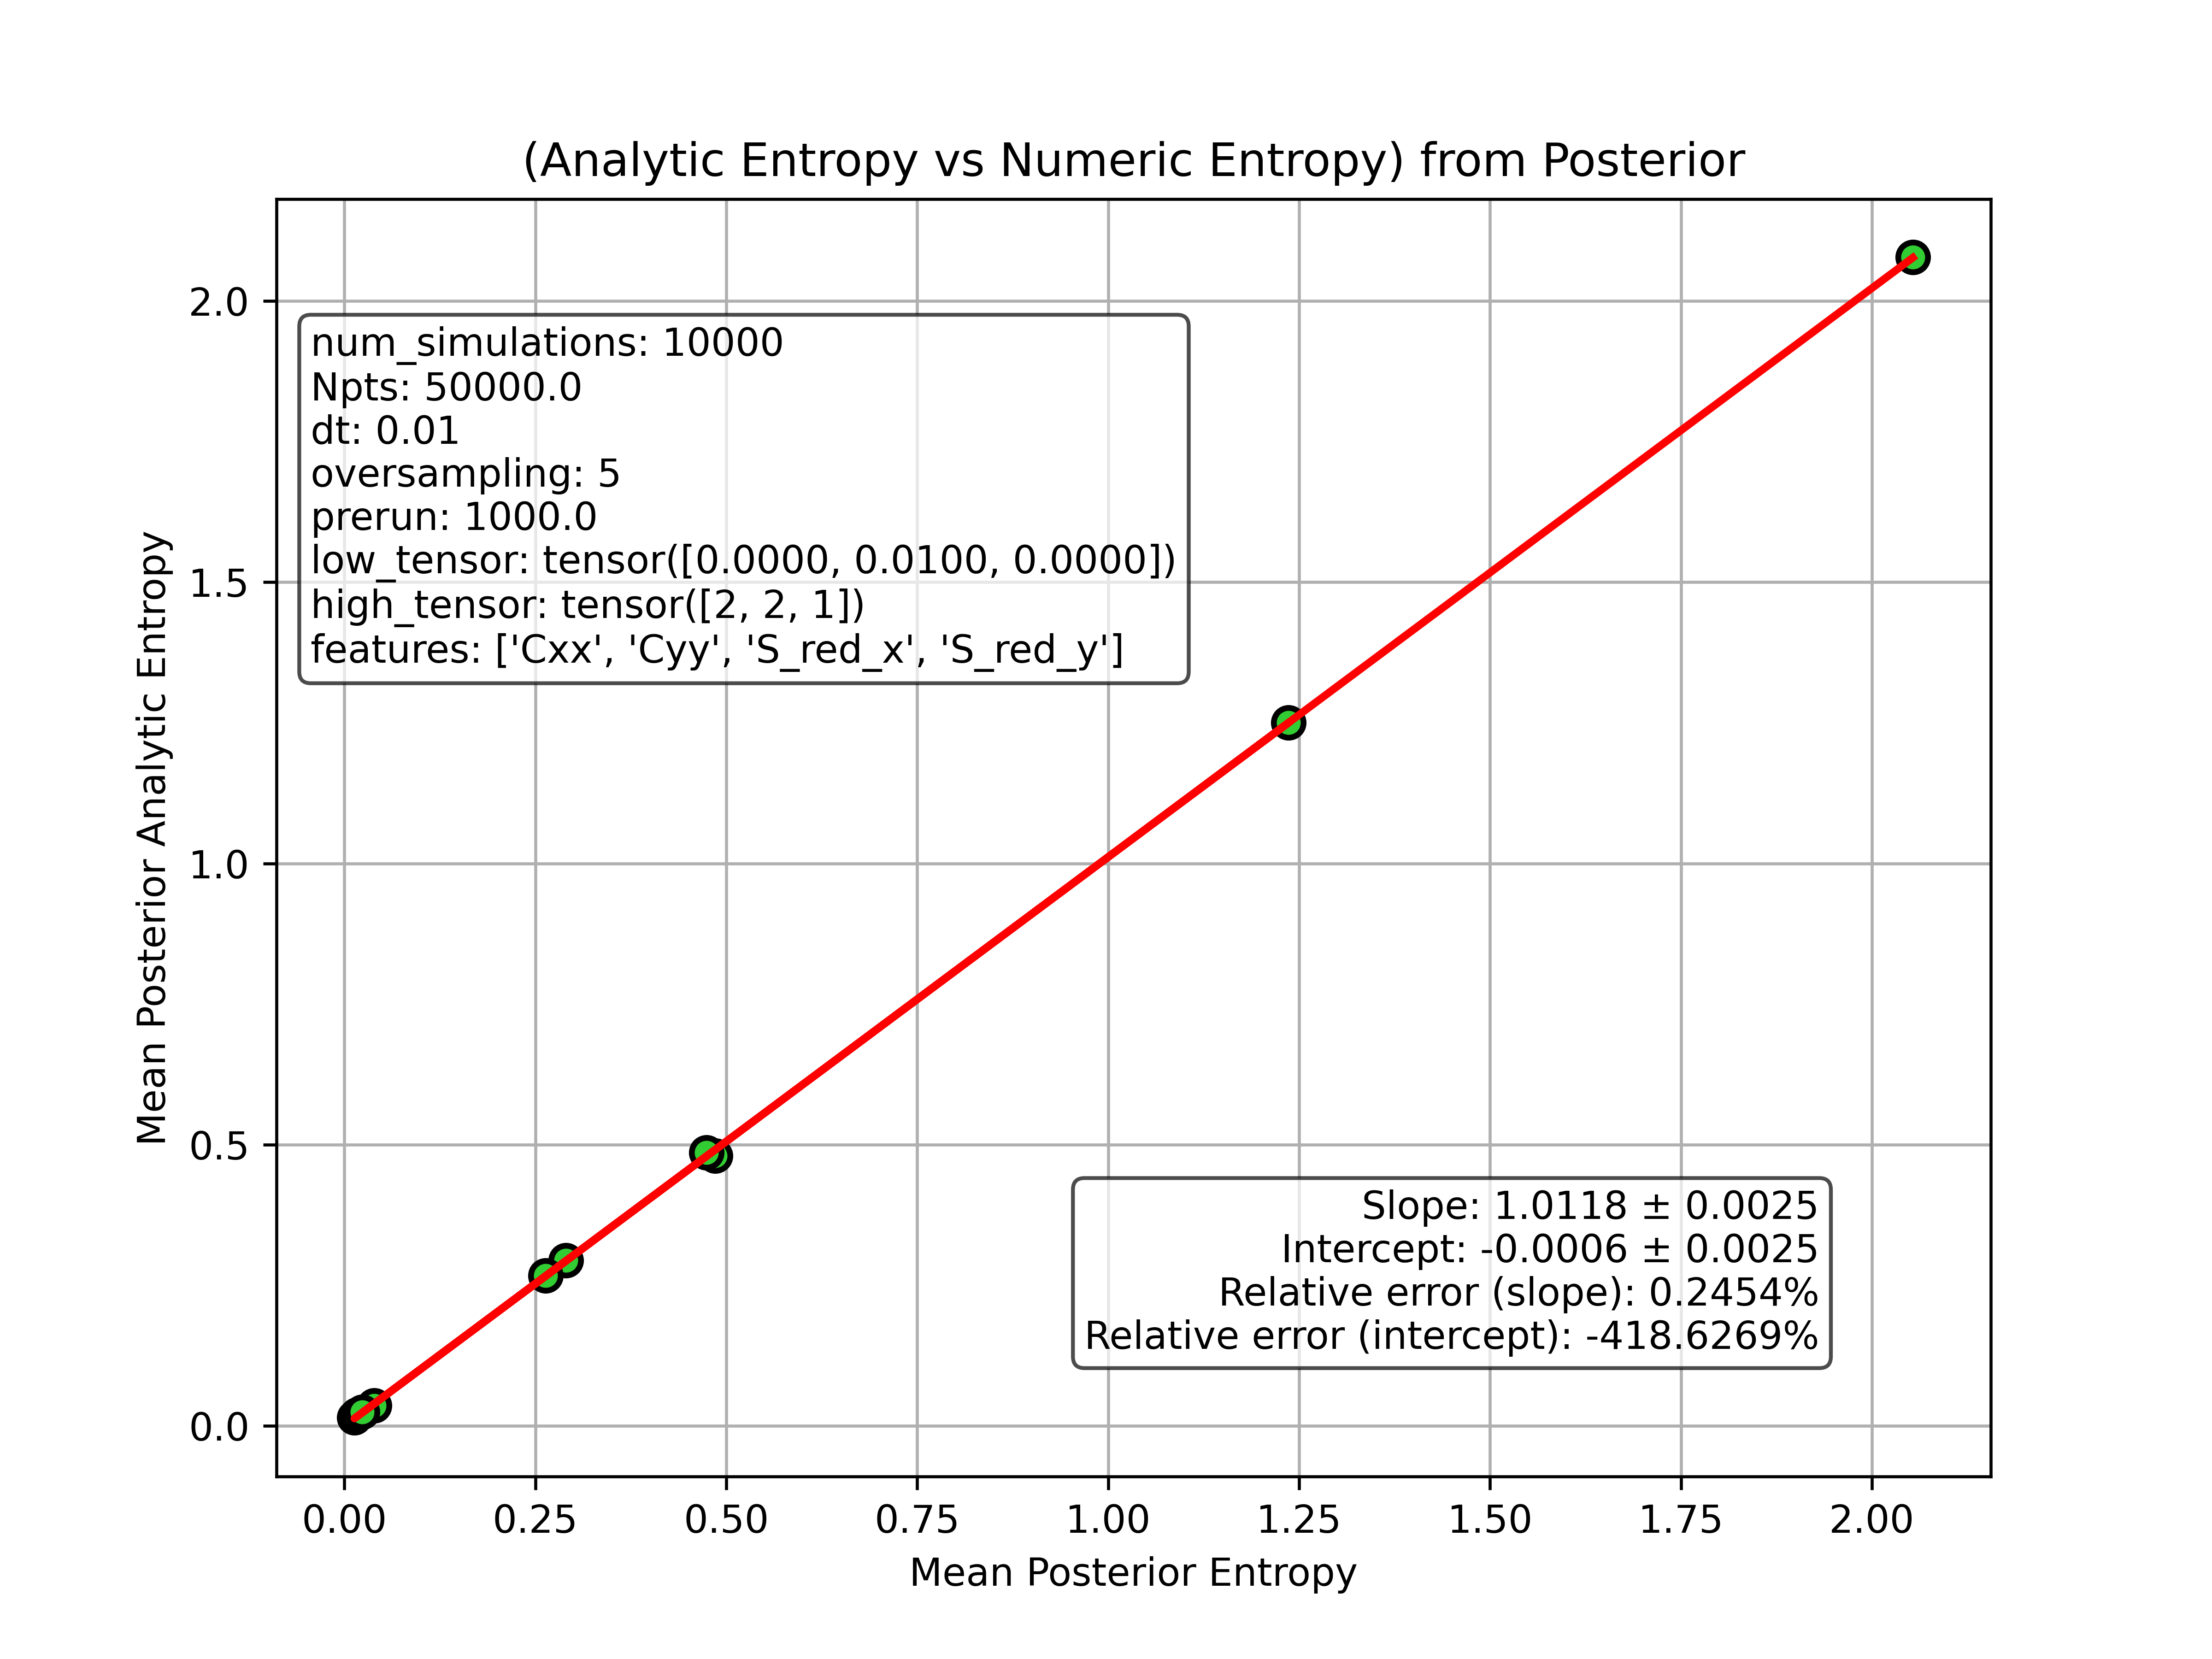 (Analytic Entropy vs Numeric Entropy) from Posterior
Mean Posterior Analytic Entropy
2.0
1.5
1.0
0.5
0.0
num_simulations: 10000
Npts: 50000.0
dt: 0.01
oversampling: 5
prerun: 1000.0
low_tensor: tensor([0.0000, 0.0100, 0.0000])
high_tensor: tensor([2, 2, 1])
features: ['Cxx', 'Cyy', 'S_red_x', 'S_red_y']
Slope: 1.0118 ± 0.0025
Intercept: -0.0006 ± 0.0025
Relative error (slope): 0.2454%
Relative error (intercept): -418.6269%
0.00 0.25 0.50 0.75 1.00 1.25 1.50 1.75 2.00
Mean Posterior Entropy